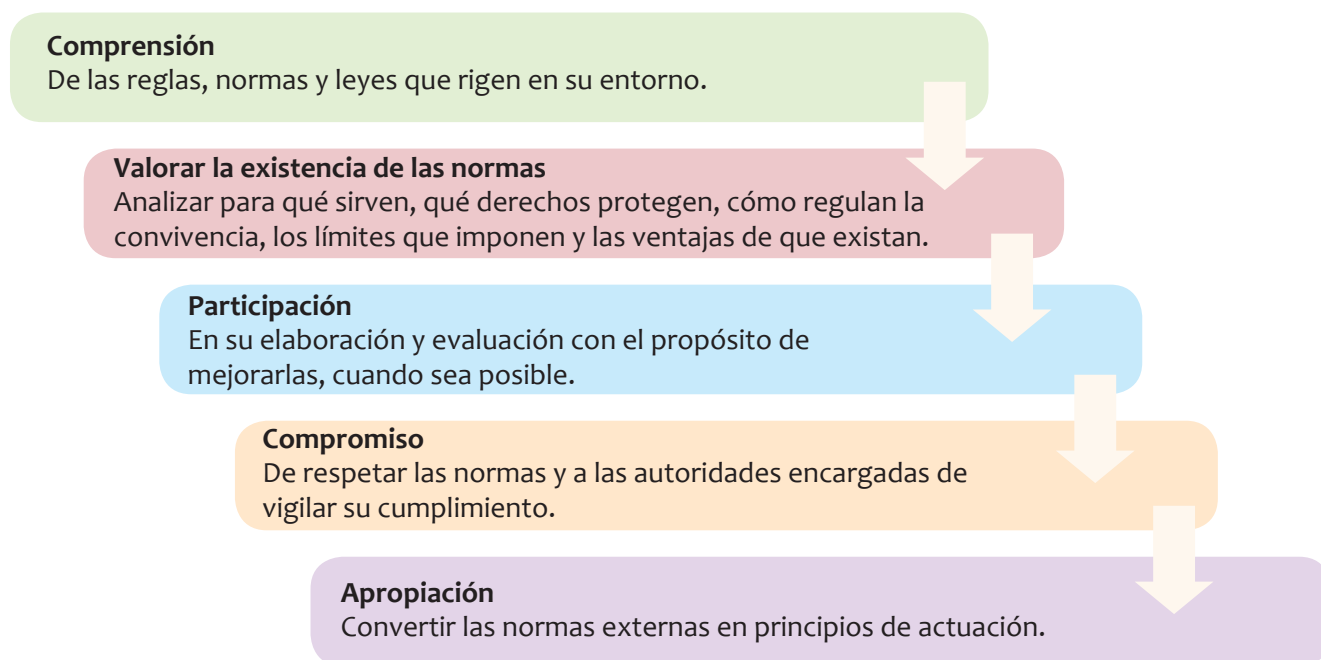 Comprensión
De las reglas, normas y leyes que rigen en su entorno.
Valorar la existencia de las normas
Analizar para qué sirven, qué derechos protegen, cómo regulan la
convivencia, los límites que imponen y las ventajas de que existan.
Participación
En su elaboración y evaluación con el propósito de
mejorarlas, cuando sea posible.
Compromiso
De respetar las normas y a las autoridades encargadas de
vigilar su cumplimiento.
Apropiación
Convertir las normas externas en principios de actuación.